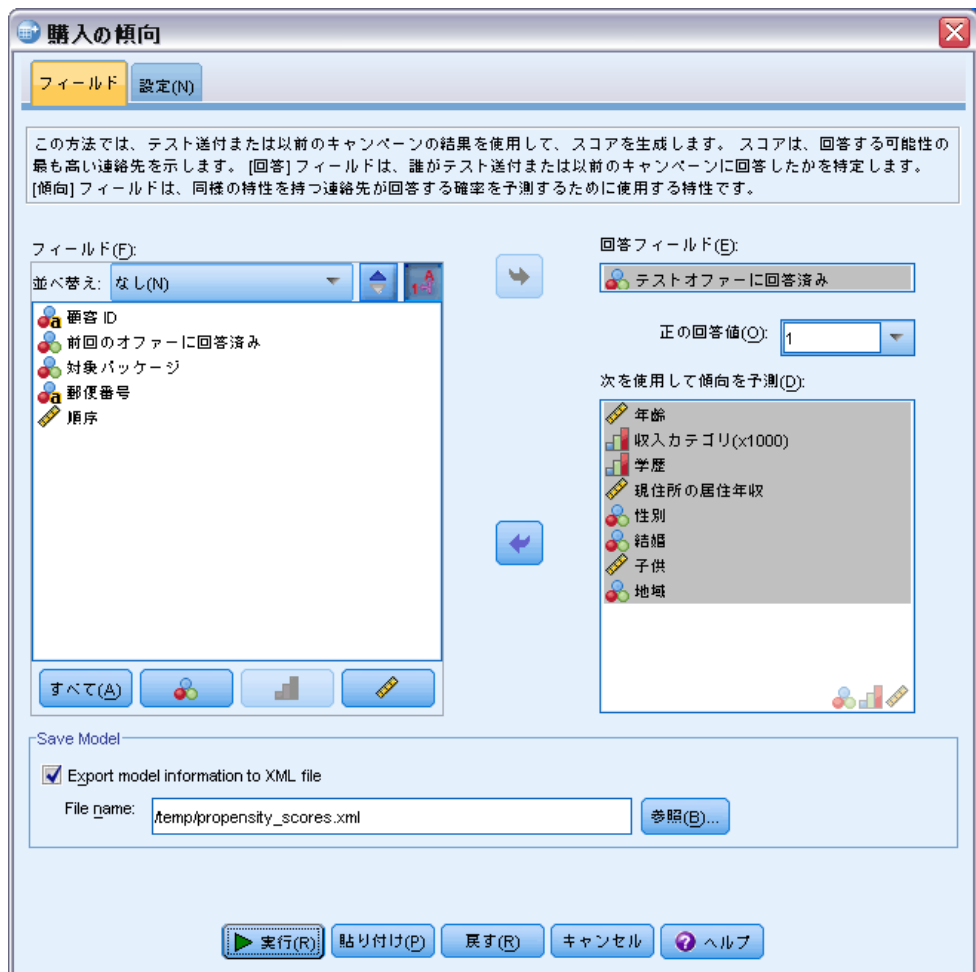 購入の傾向
フィールド
設定(N)
この方法では、テスト送付または以前のキャンペーンの結果を使用して、スコアを生成します。 スコアは、回答する可能性の
最も高い連絡先を示します。 [回答] フィールドは、誰がテスト送付または以前のキャンペーンに回答したかを特定します。
[傾向] フィールドは、同様の特性を持つ連絡先が回答する確率を予測するために使用する特性です。
フィールド(F):
並べ替え: なし(N)
顧客 ID
前回のオファーに回答済み
対象パッケージ
郵便番号
順序
すべて(A)
回答フィールド(E):
テストオファーに回答済み
正の回答値(O): 1
次を使用して傾向を予測(D):
年齢
収入カテゴリ(x1000)
学歴
現住所の居住年収
性別
結婚
子供
地域
Save Model
Export model information to XML file
File name: /temp/propensity_scores.xml
参照(B)...
実行(R)
貼り付け(P)
戻す(R)
キャンセル
ヘルプ